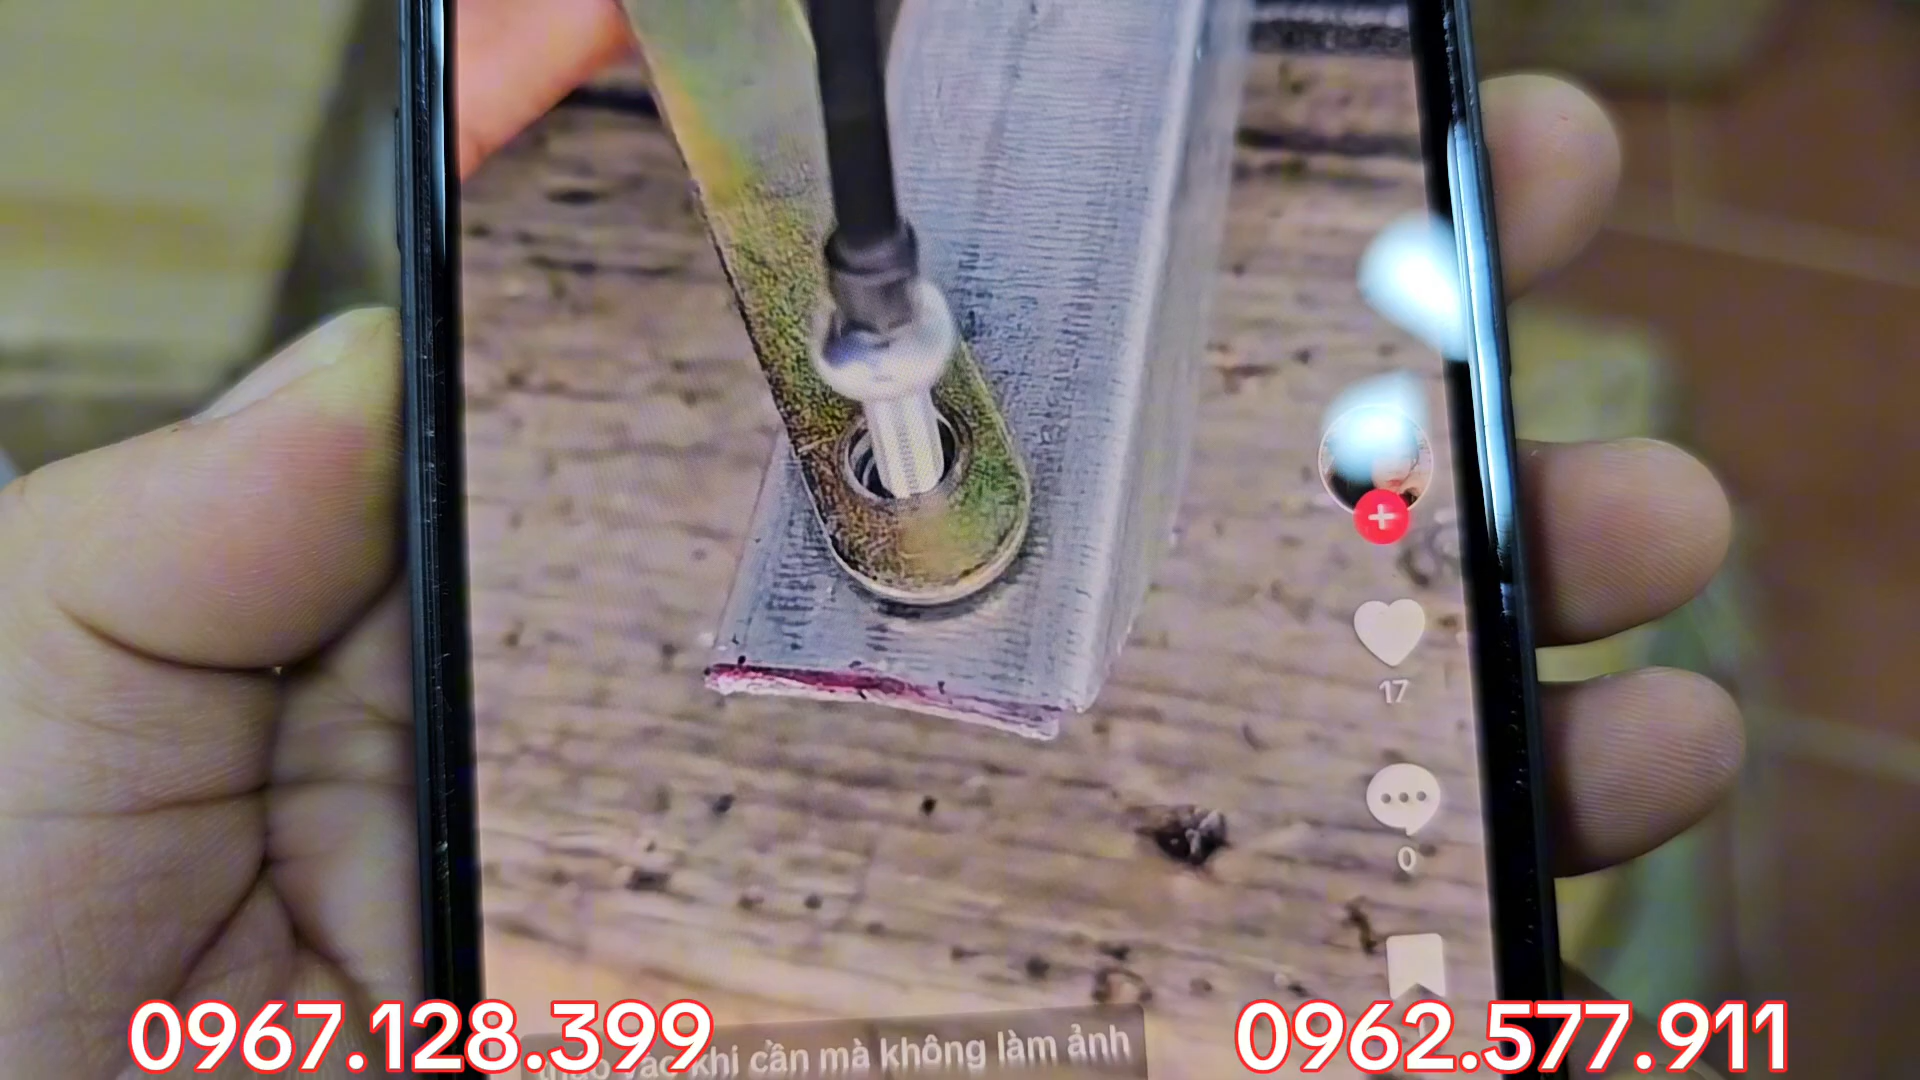 17
0
khi cần mà không làm ảnh
0967.128.399
0962.577.911